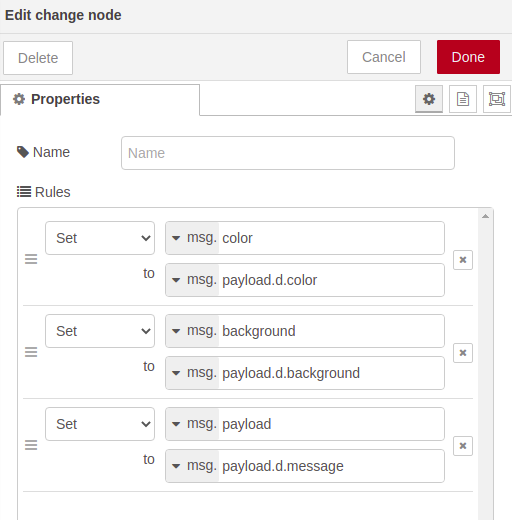 Edit change node
Delete
Cancel
Done
Properties
Name
Name
Rules
Set
msg. color
to
msg. payload.d.color
Set
msg. background
to
msg. payload.d.background
Set
msg. payload
to
msg. payload.d.message